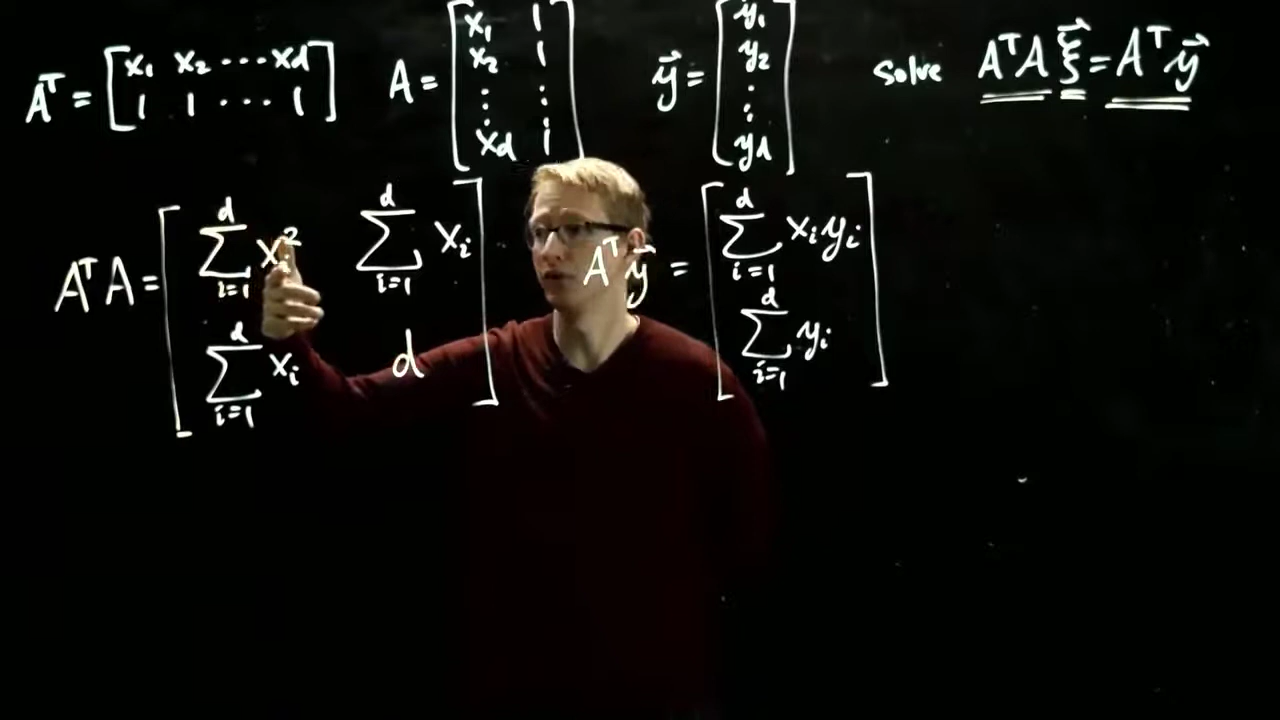 Aᵀ = [x₁ x₂ ⋯ x_d; 1 1 ⋯ 1]
A = [x₁ 1; x₂ 1; ⋮ ⋮; x_d 1]
y⃗ = [y₁; y₂; ⋮; y_d]
Solve AᵀA ξ⃗ = Aᵀy⃗
AᵀA = [∑_{i=1}^{d} x_i² ∑_{i=1}^{d} x_i; ∑_{i=1}^{d} x_i d]
Aᵀy⃗ = [∑_{i=1}^{d} x_i y_i; ∑_{i=1}^{d} y_i]